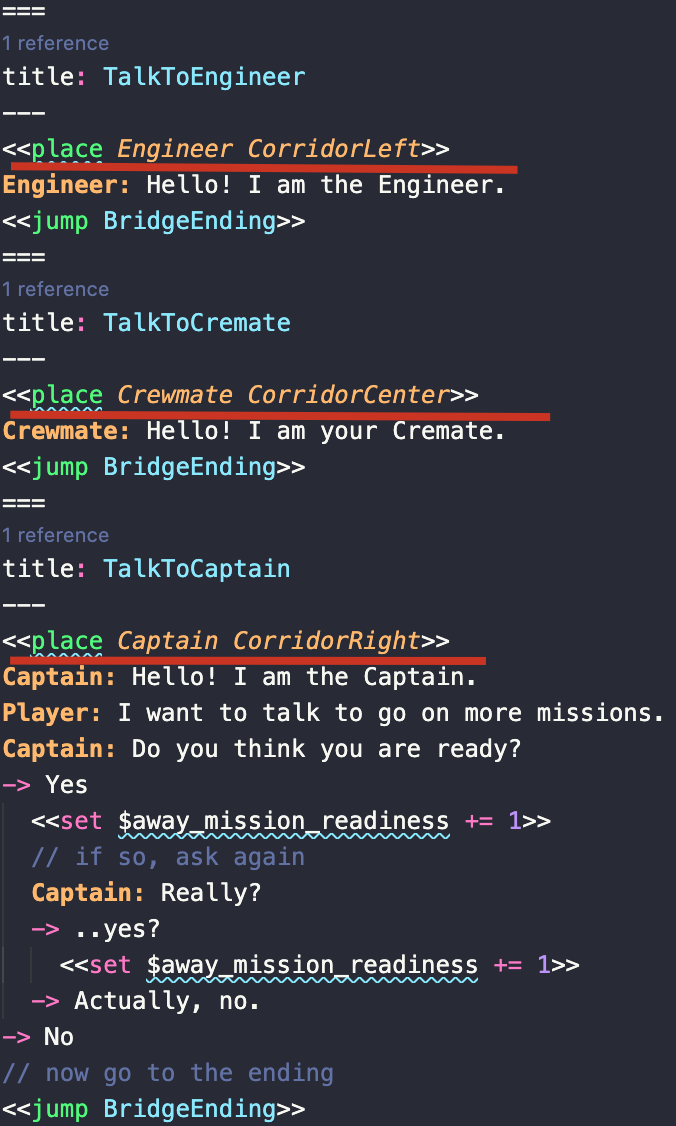 ===
1 reference
title: TalkToEngineer
---
<<place Engineer CorridorLeft>>
Engineer: Hello! I am the Engineer.
<<jump BridgeEnding>>
===
1 reference
title: TalkToCremate
---
<<place Crewmate CorridorCenter>>
Crewmate: Hello! I am your Cremate.
<<jump BridgeEnding>>
===
1 reference
title: TalkToCaptain
---
<<place Captain CorridorRight>>
Captain: Hello! I am the Captain.
Player: I want to talk to go on more missions.
Captain: Do you think you are ready?
-> Yes
<<set $away_mission_readiness += 1>>
// if so, ask again
Captain: Really?
-> ..yes?
<<set $away_mission_readiness += 1>>
-> Actually, no.
-> No
// now go to the ending
<<jump BridgeEnding>>